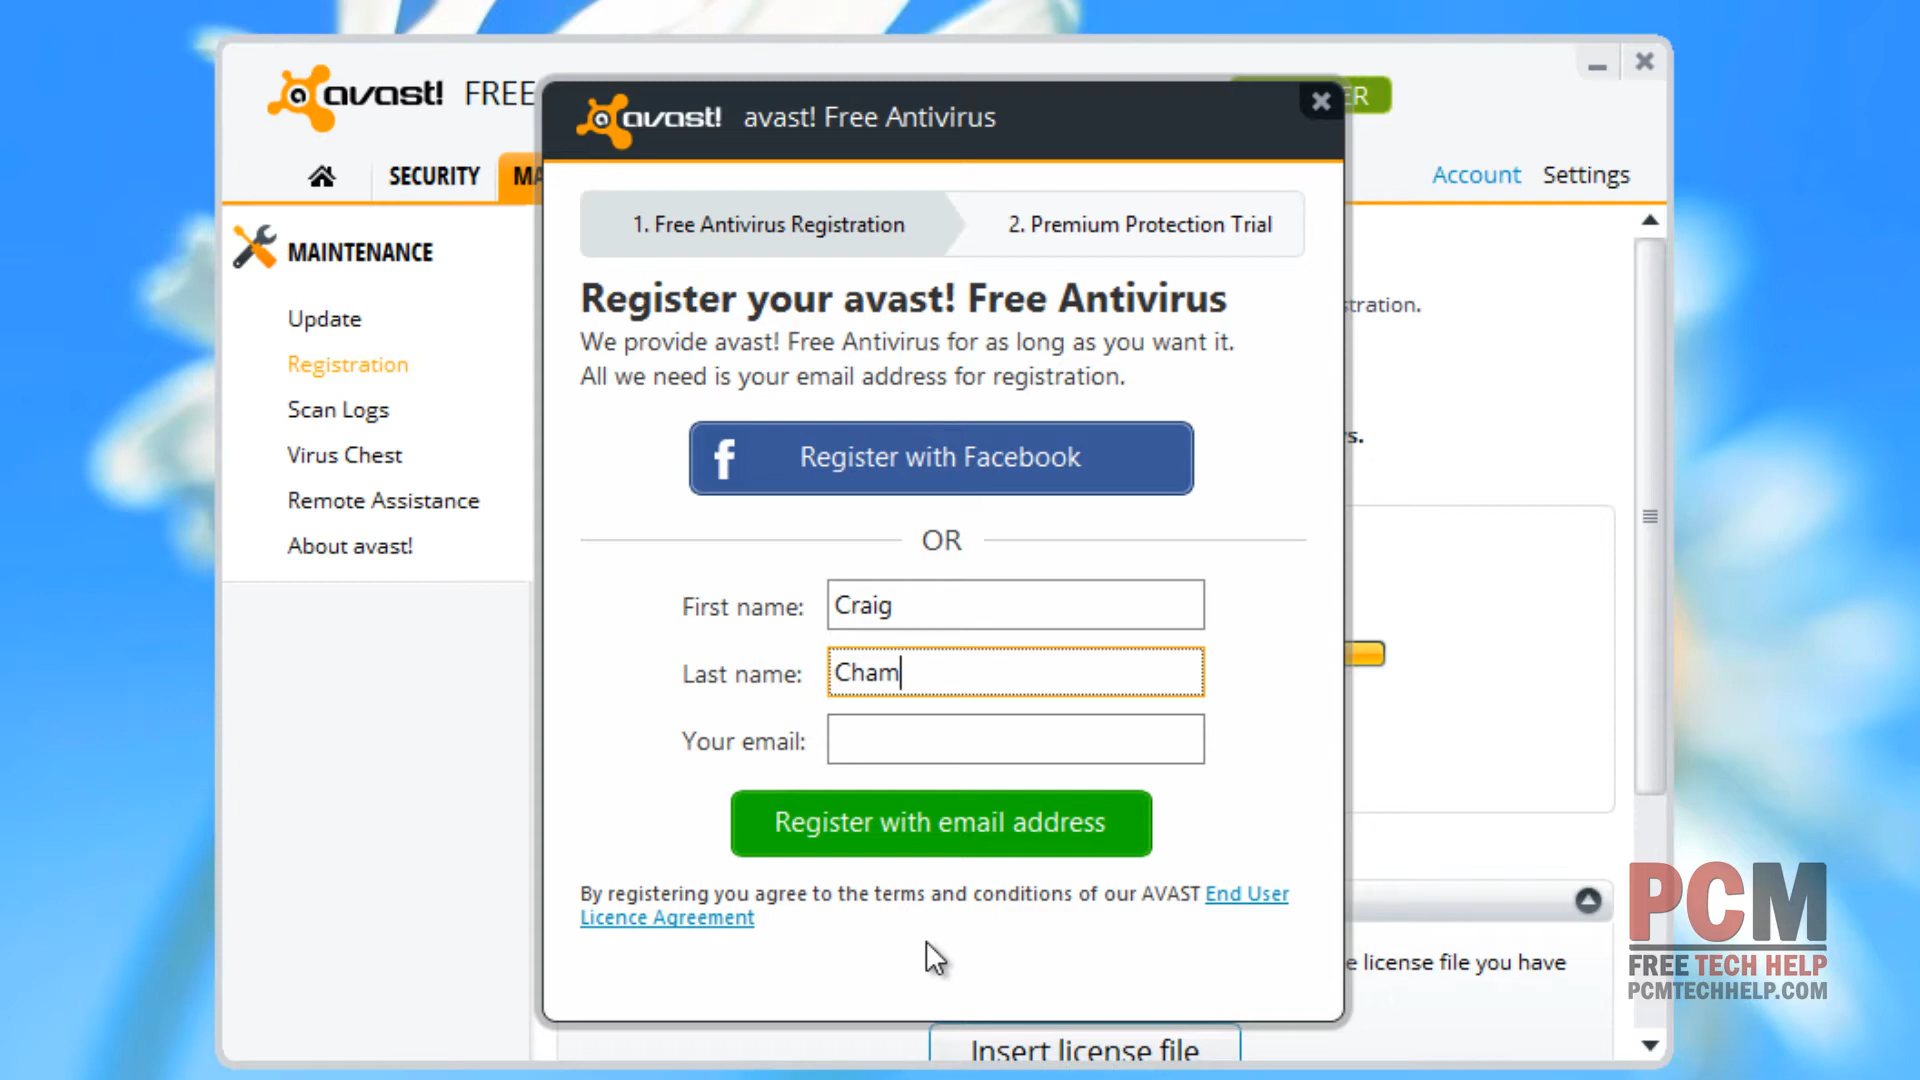 avast! FREE
avast! avast! Free Antivirus
ER
SECURITY
MA
Account Settings
1. Free Antivirus Registration 2. Premium Protection Trial
MAINTENANCE
Update
Registration
Scan Logs
Virus Chest
Remote Assistance
About avast!
Register your avast! Free Antivirus
We provide avast! Free Antivirus for as long as you want it.
All we need is your email address for registration.
stration.
f Register with Facebook
s.
OR
First name: Craig
Last name: Cham
Your email:
Register with email address
By registering you agree to the terms and conditions of our AVAST End User
Licence Agreement
e license file you have
Insert license file
PCM
FREE TECH HELP
PCMTECHHELP.COM